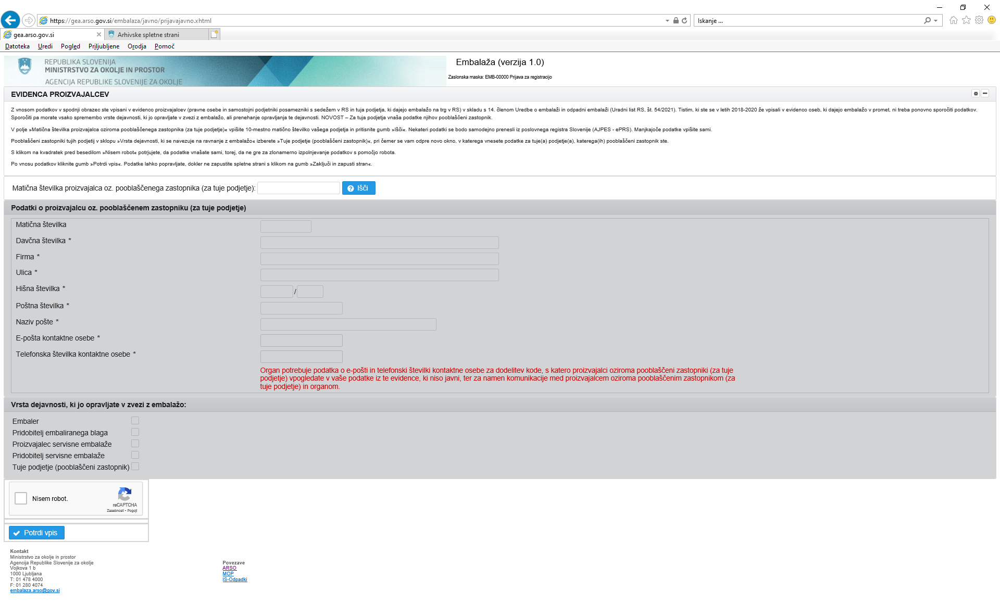 https://gea.arso.gov.si/embalaza/javno/prijavajavno.xhtml
Iskanje ...
gea.arso.gov.si
Arhivske spletne strani
Datoteka Uredi Pogled Priljubljene Orodja Pomoč
REPUBLIKA SLOVENIJA
MINISTRSTVO ZA OKOLJE IN PROSTOR
AGENCIJA REPUBLIKE SLOVENIJE ZA OKOLJE
Embalaža (verzija 1.0)
Zaslonska maska: EMB-00000 Prijava za registracijo
EVIDENCA PROIZVAJALCEV
Z vnosom podatkov v spodnji obrazec ste vpisani v evidenco proizvajalcev (pravne osebe in samostojni podjetniki posamezniki s sedežem v RS in tuja podjetja, ki dajejo embalažo na trg v RS) v skladu s 14. členom Uredbe o embalaži in odpadni embalaži (Uradni list RS, št. 54/2021). Tistim, ki ste se v letih 2018-2020 že vpisali v evidenco oseb, ki dajejo embalažo v promet, ni treba ponovno sporočiti podatkov.
Sporočiti pa morate vsako spremembo vrste dejavnosti, ki jo opravljate v zvezi z embalažo, ali prenehanje opravljanja te dejavnosti. NOVOST – Za tuja podjetja vnaša podatke njihov pooblaščeni zastopnik.
V polje »Matična številka proizvajalca oziroma pooblaščenega zastopnika (za tuje podjetje)« vpišite 10-mestno matično številko vašega podjetja in pritisnite gumb »Išči«. Nekateri podatki se bodo samodejno prenesli iz poslovnega registra Slovenije (AJPES - ePRS). Manjkajoče podatke vpišite sami.
Pooblaščeni zastopniki tujih podjetij v sklopu »Vrsta dejavnosti, ki se navezuje na ravnanje z embalažo« izberete »Tuje podjetje (pooblaščeni zastopnik)«, pri čemer se vam odpre novo okno, v katerega vnesete podatke za tuje(a) podjetje(a), katerega(ih) pooblaščeni zastopnik ste.
S klikom na kvadratek pred besedilom »Nisem robot« potrjujete, da podatke vnašate sami, torej, da ne gre za zlonamerno izpolnjevanje podatkov s pomočjo robota.
Po vnosu podatkov kliknite gumb »Potrdi vpis«. Podatke lahko popravljate, dokler ne zapustite spletne strani s klikom na gumb »Zaključi in zapusti stran«.
Matična številka proizvajalca oz. pooblaščenega zastopnika (za tuje podjetje): Išči
Podatki o proizvajalcu oz. pooblaščenem zastopniku (za tuje podjetje)
Matična številka
Davčna številka *
Firma *
Ulica *
Hišna številka * /
Poštna številka *
Naziv pošte *
E-pošta kontaktne osebe *
Telefonska številka kontaktne osebe *
Organ potrebuje podatka o e-pošti in telefonski številki kontaktne osebe za dodelitev kode, s katero proizvajalci oziroma pooblaščeni zastopniki (za tuje
podjetje) vpogledate v vaše podatke iz te evidence, ki niso javni, ter za namen komunikacije med proizvajalcem oziroma pooblaščenim zastopnikom (za
tuje podjetje) in organom.
Vrsta dejavnosti, ki jo opravljate v zvezi z embalažo:
Embaler
Pridobitelj embaliranega blaga
Proizvajalec servisne embalaže
Pridobitelj servisne embalaže
Tuje podjetje (pooblaščeni zastopnik)
Nisem robot.
reCAPTCHA
Zasebnost - Pogoji
Potrdi vpis
Kontakt
Ministrstvo za okolje in prostor
Agencija Republike Slovenije za okolje
Vojkova 1 b
1000 Ljubljana
T: 01 478 4000
F: 01 280 4074
embalaza.arso@gov.si
Povezave
ARSO
MOP
IS-Odpadki